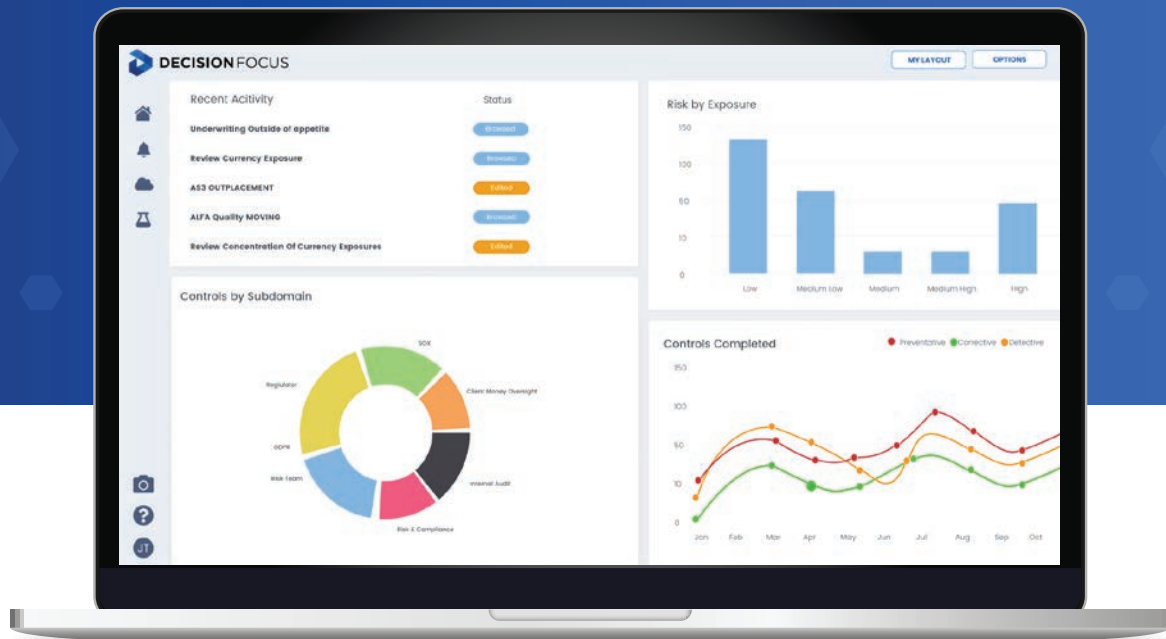 DECISIONFOCUS
MY LAYOUT
OPTIONS
Recent Acitivity
Status
Underwriting Outside of appetite
Browsed
Review Currency Exposure
Browsed
AS3 OUTPLACEMENT
Edited
ALFA Quality MOVING
Browsed
Review Concentration Of Currency Exposures
Edited
Risk by Exposure
150
100
50
10
0
Low
Medium Low
Medium
Medium High
High
Controls by Subdomain
SOX
Client Money Oversight
Internal Audit
Risk & Compliance
Risk Team
GDPR
Regulator
Controls Completed
Preventative
Corrective
Detective
150
100
50
10
0
Jan
Feb
Mar
Apr
May
Jun
Jul
Aug
Sep
Oct
?
JT